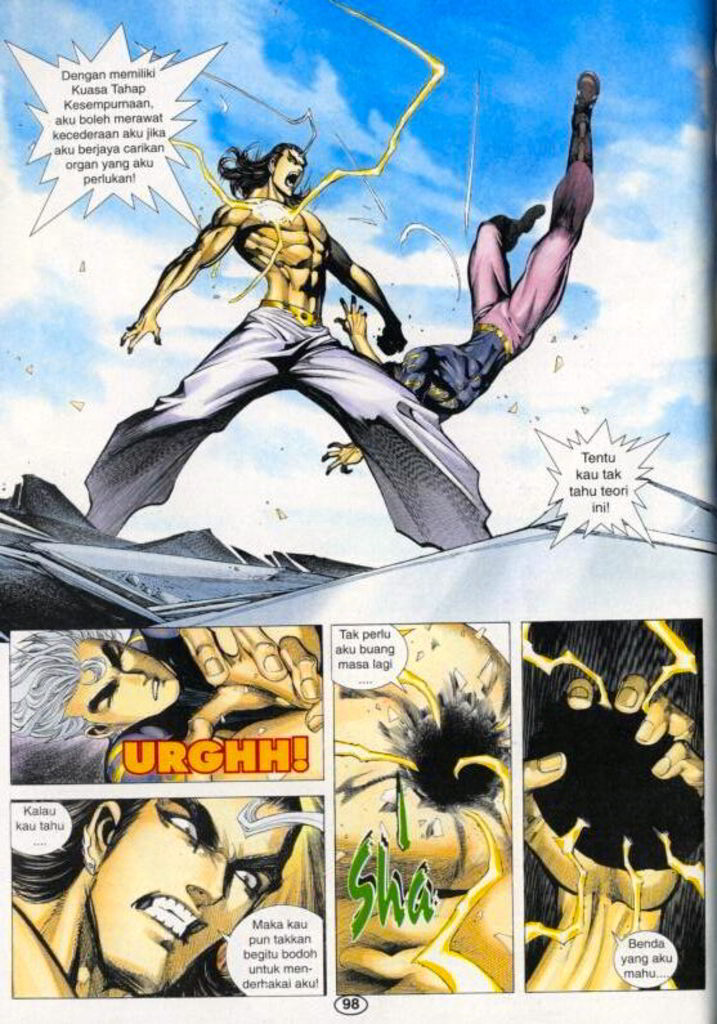 Dengan memiliki
Kuasa Tahap
Kesempurnaan,
aku boleh merawat
kecederaan aku jika
aku berjaya carikan
organ yang aku
perlukan!
Tentu
kau tak
tahu teori
ini!
URGHH!
Kalau
kau tahu
....
Maka kau
pun takkan
begitu bodoh
untuk men-
derhakai aku!
Tak perlu
aku buang
masa lagi
....
Sha
Benda
yang aku
mahu....
98